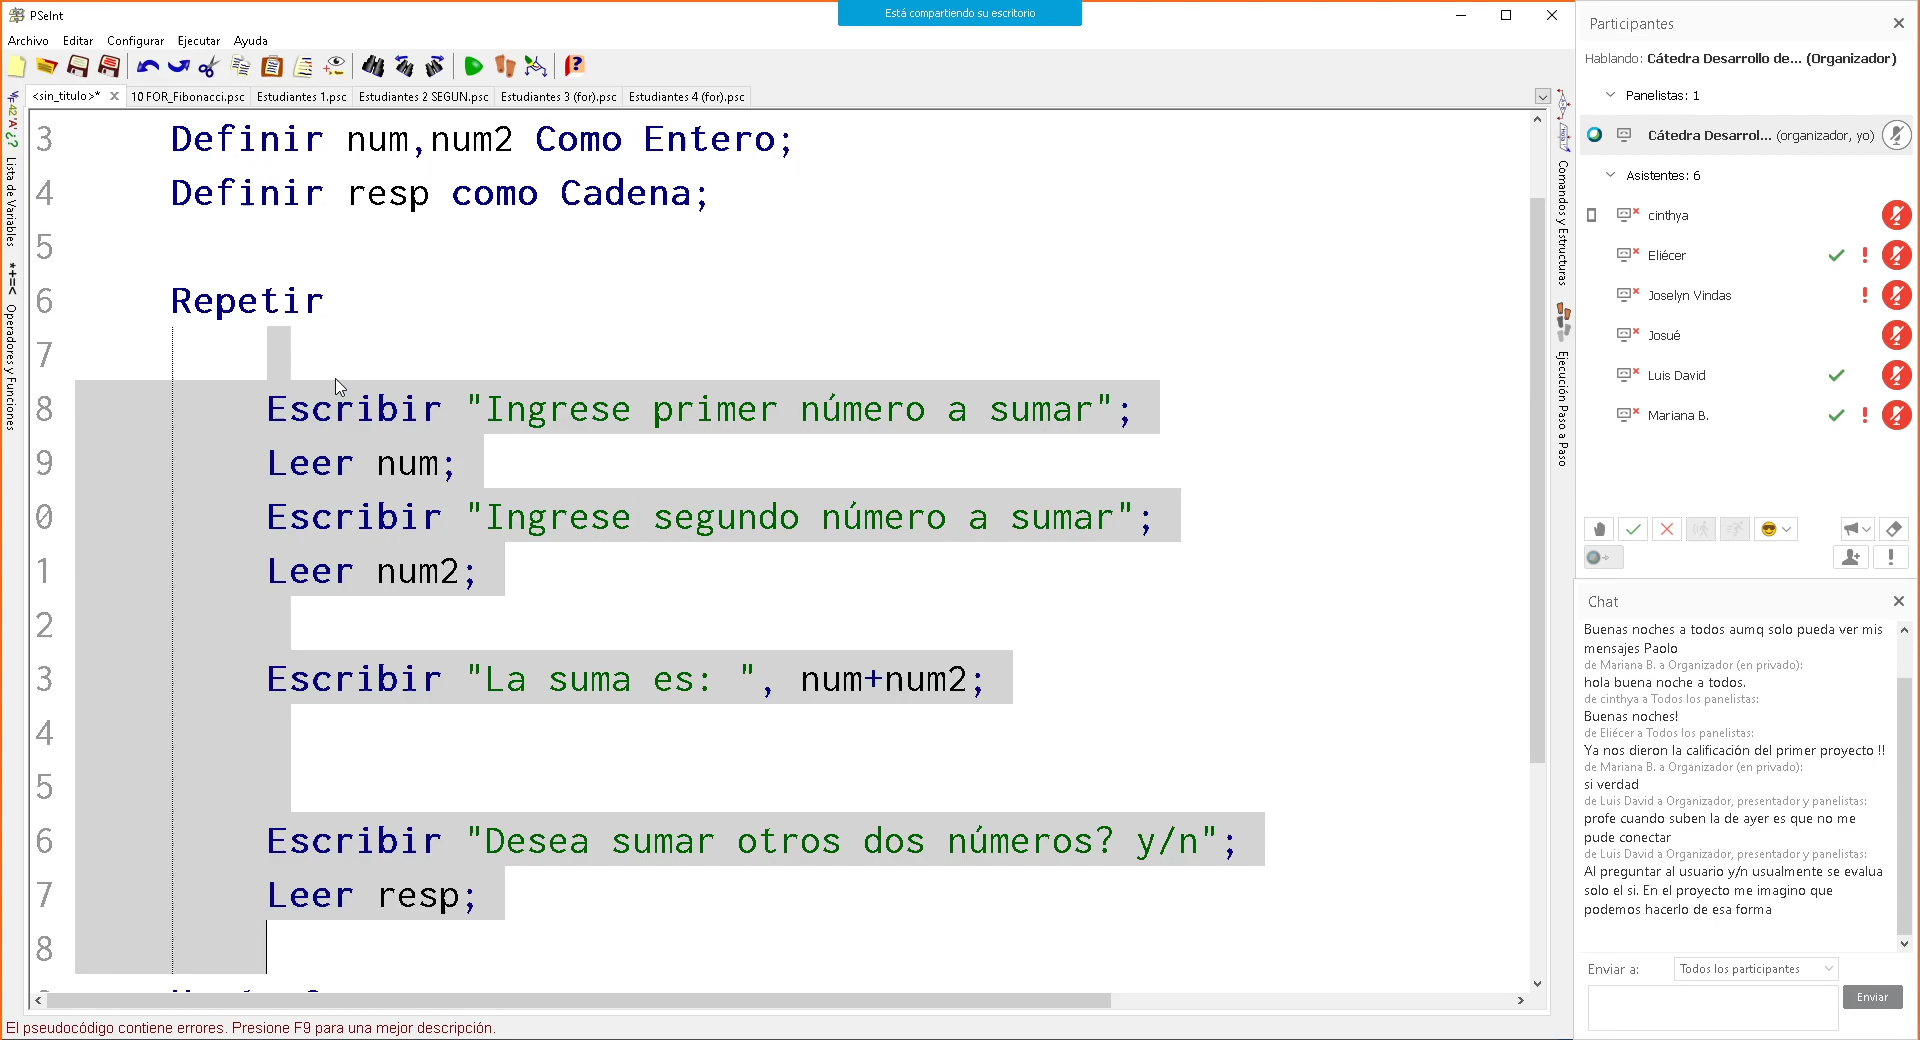 PSeInt
Está compartiendo su escritorio
Archivo Editar Configurar Ejecutar Ayuda
<sin_titulo>* 10 FOR_Fibonacci.psc Estudiantes 1.psc Estudiantes 2 SEGUN.psc Estudiantes 3 (for).psc Estudiantes 4 (for).psc
3 Definir num,num2 Como Entero;
4 Definir resp como Cadena;
5
6 Repetir
7
8 Escribir "Ingrese primer número a sumar";
9 Leer num;
0 Escribir "Ingrese segundo número a sumar";
1 Leer num2;
2
3 Escribir "La suma es: ", num+num2;
4
5
6 Escribir "Desea sumar otros dos números? y/n";
7 Leer resp;
8
El pseudocódigo contiene errores. Presione F9 para una mejor descripción.
Lista de Variables
*+=< Operadores y Funciones
Comandos y Estructuras
Ejecución Paso a Paso
Participantes
Hablando: Cátedra Desarrollo de... (Organizador)
Panelistas: 1
Cátedra Desarrol... (organizador, yo)
Asistentes: 6
cinthya
Eliécer
Joselyn Vindas
Josué
Luis David
Mariana B.
Chat
Buenas noches a todos aumq solo pueda ver mis
mensajes Paolo
de Mariana B. a Organizador (en privado):
hola buena noche a todos.
de cinthya a Todos los panelistas:
Buenas noches!
de Eliécer a Todos los panelistas:
Ya nos dieron la calificación del primer proyecto !!
de Mariana B. a Organizador (en privado):
si verdad
de Luis David a Organizador, presentador y panelistas:
profe cuando suben la de ayer es que no me
pude conectar
de Luis David a Organizador, presentador y panelistas:
Al preguntar al usuario y/n usualmente se evalua
solo el si. En el proyecto me imagino que
podemos hacerlo de esa forma
Enviar a: Todos los participantes
Enviar